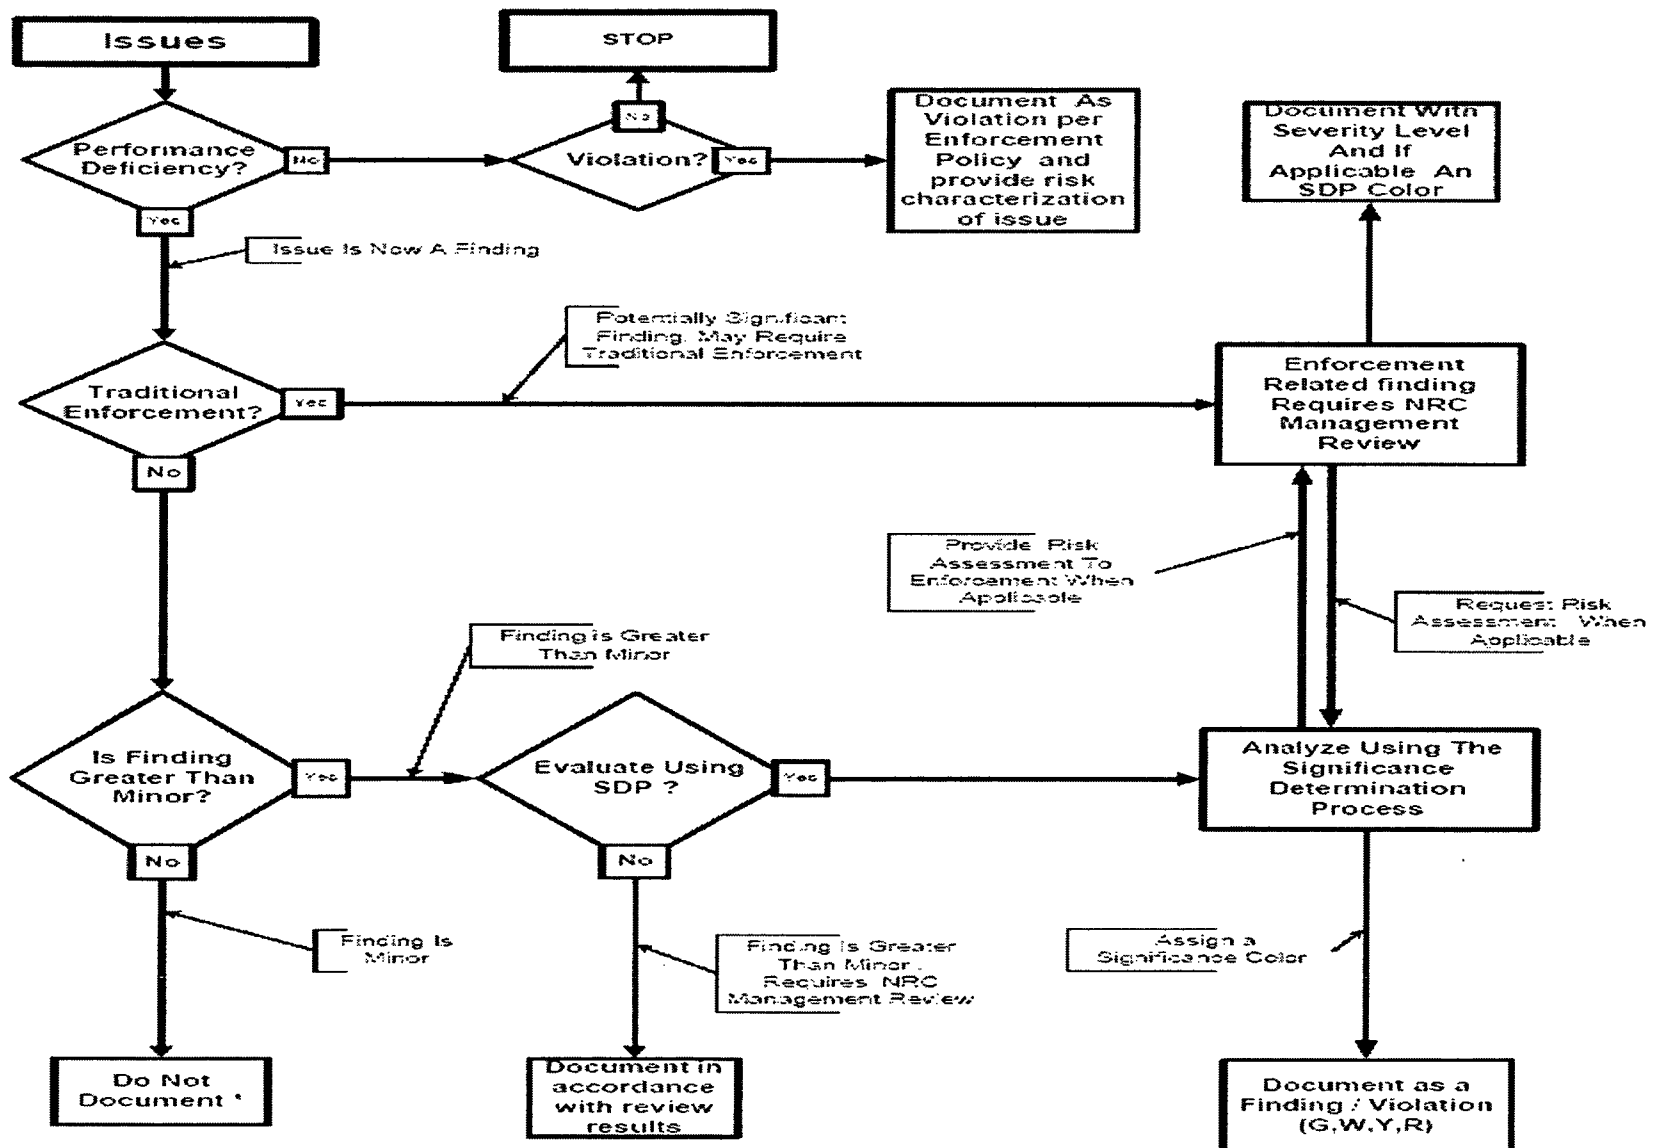 Issues
STOP
Performance
Deficiency?
No
Violation?
No
Yes
Document As
Violation per
Enforcement
Policy and
provide risk
characterization
of issue
Document With
Severity Level
And If
Applicable An
SDP Color
Yes
Issue Is Now A Finding
Potentially Significant
Finding. May Require
Traditional Enforcement
Traditional
Enforcement?
Yes
No
Enforcement
Related finding
Requires NRC
Management
Review
Provide Risk
Assessment To
Enforcement When
Applicable
Request Risk
Assessment When
Applicable
Finding is Greater
Than Minor
Is Finding
Greater Than
Minor?
Yes
No
Evaluate Using
SDP ?
Yes
No
Analyze Using The
Significance
Determination
Process
Finding Is
Minor
Finding Is Greater
Than Minor.
Requires NRC
Management Review
Assign a
Significance Color
Do Not
Document *
Document in
accordance
with review
results
Document as a
Finding / Violation
(G,W,Y,R)